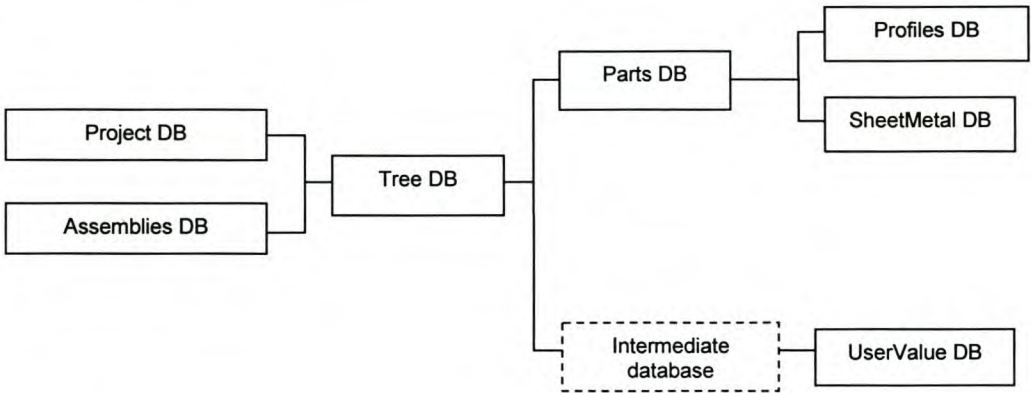 Project DB
Assemblies DB
Tree DB
Parts DB
Profiles DB
SheetMetal DB
Intermediate
database
UserValue DB